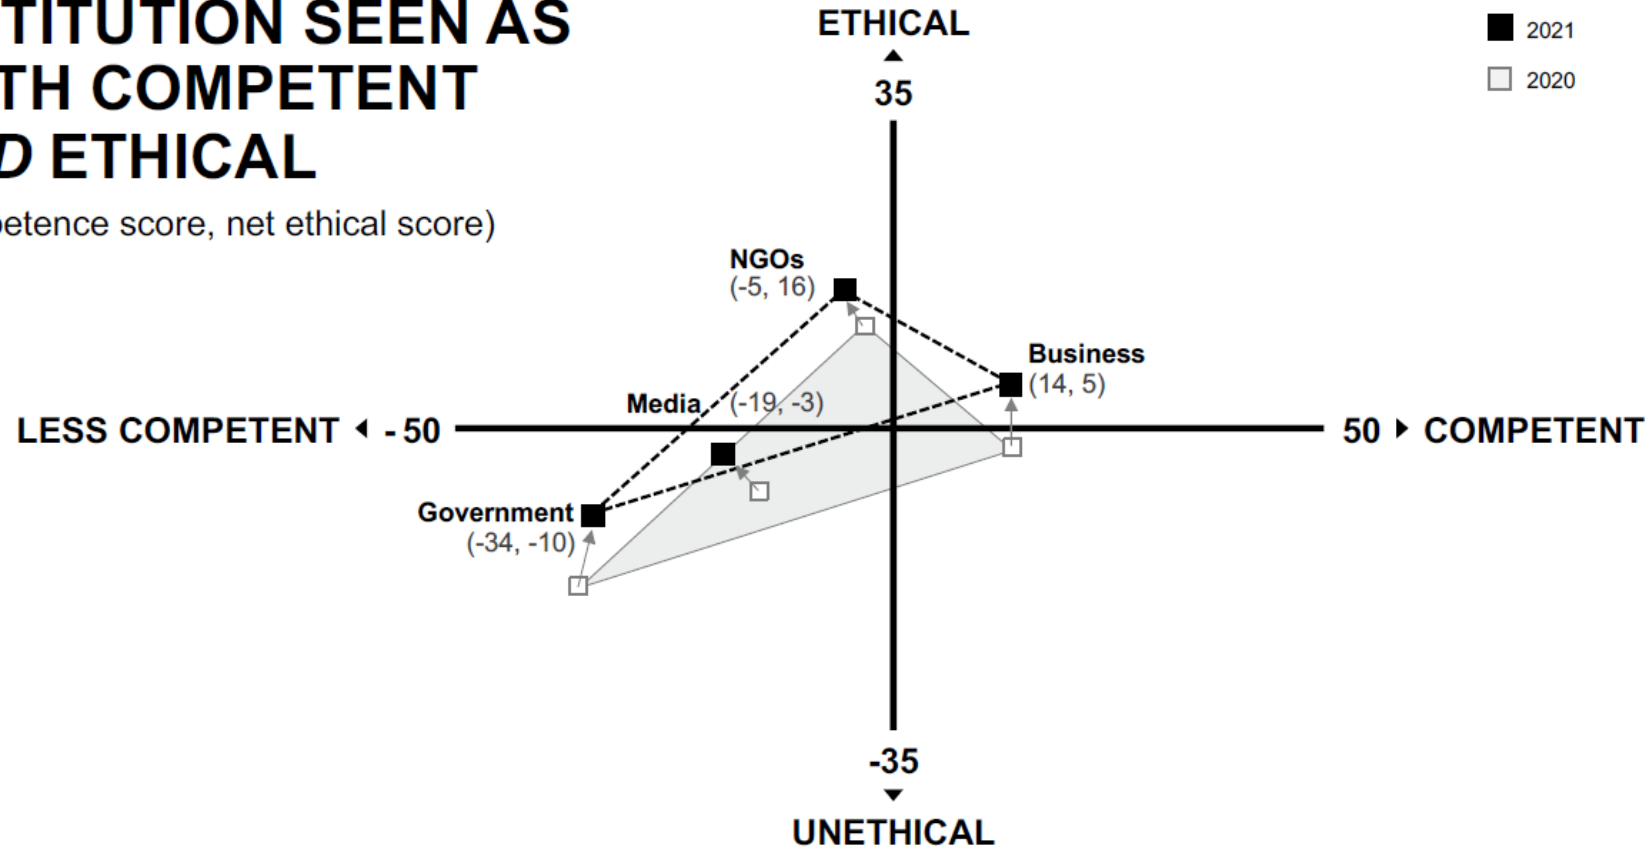 TITUTION SEEN AS
TH COMPETENT
D ETHICAL
petence score, net ethical score)
ETHICAL
35
2021
2020
NGOs
(-5, 16)
Business
(14, 5)
Media (-19, -3)
LESS COMPETENT -50
50 COMPETENT
Government
(-34, -10)
-35
UNETHICAL